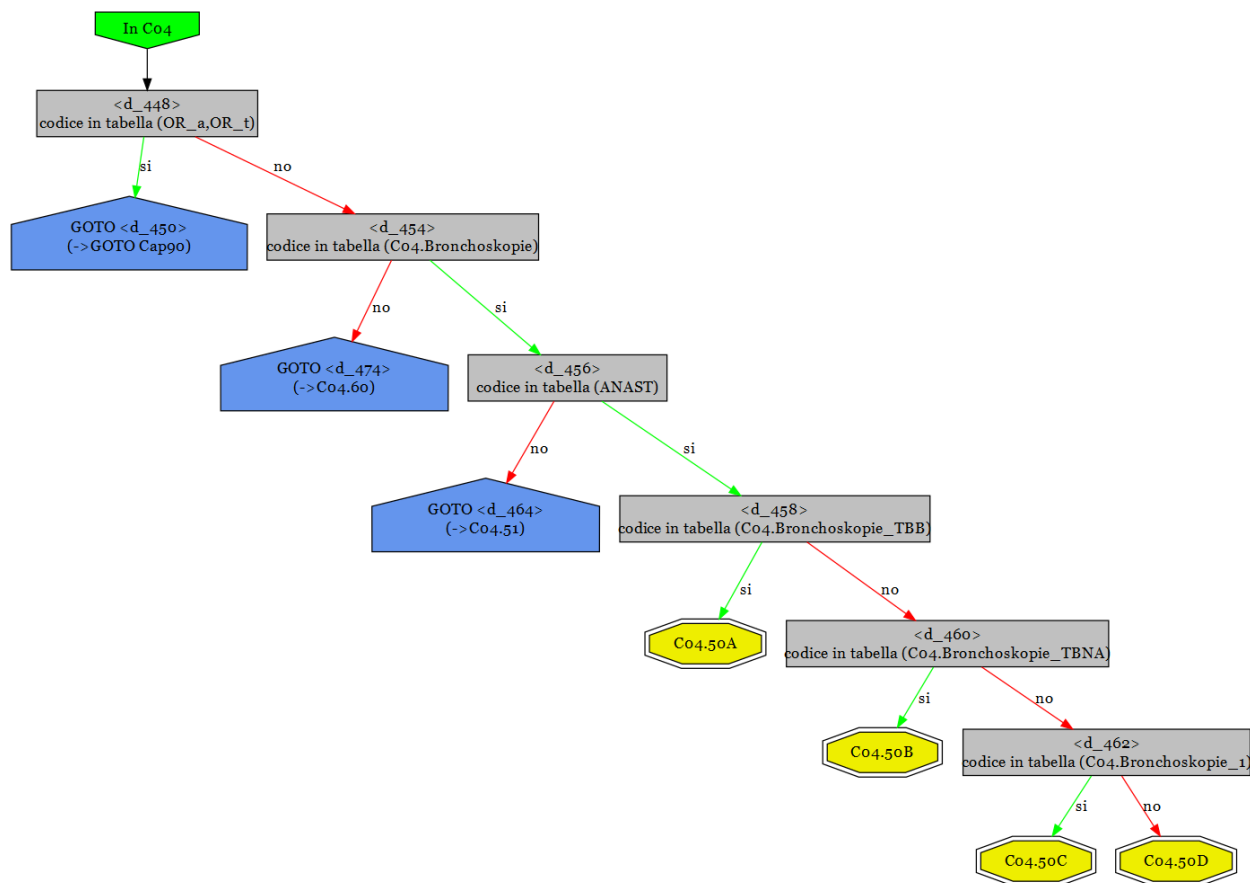 In C04
<d_448>
codice in tabella (OR_a,OR_t)
si
no
GOTO <d_450>
(->GOTO Cap90)
<d_454>
codice in tabella (C04.Bronchoskopie)
no
si
GOTO <d_474>
(->C04.60)
<d_456>
codice in tabella (ANAST)
no
si
GOTO <d_464>
(->C04.51)
<d_458>
codice in tabella (C04.Bronchoskopie_TBB)
si
no
C04.50A
<d_460>
codice in tabella (C04.Bronchoskopie_TBNA)
si
no
C04.50B
<d_462>
codice in tabella (C04.Bronchoskopie_1)
si
no
C04.50C
C04.50D